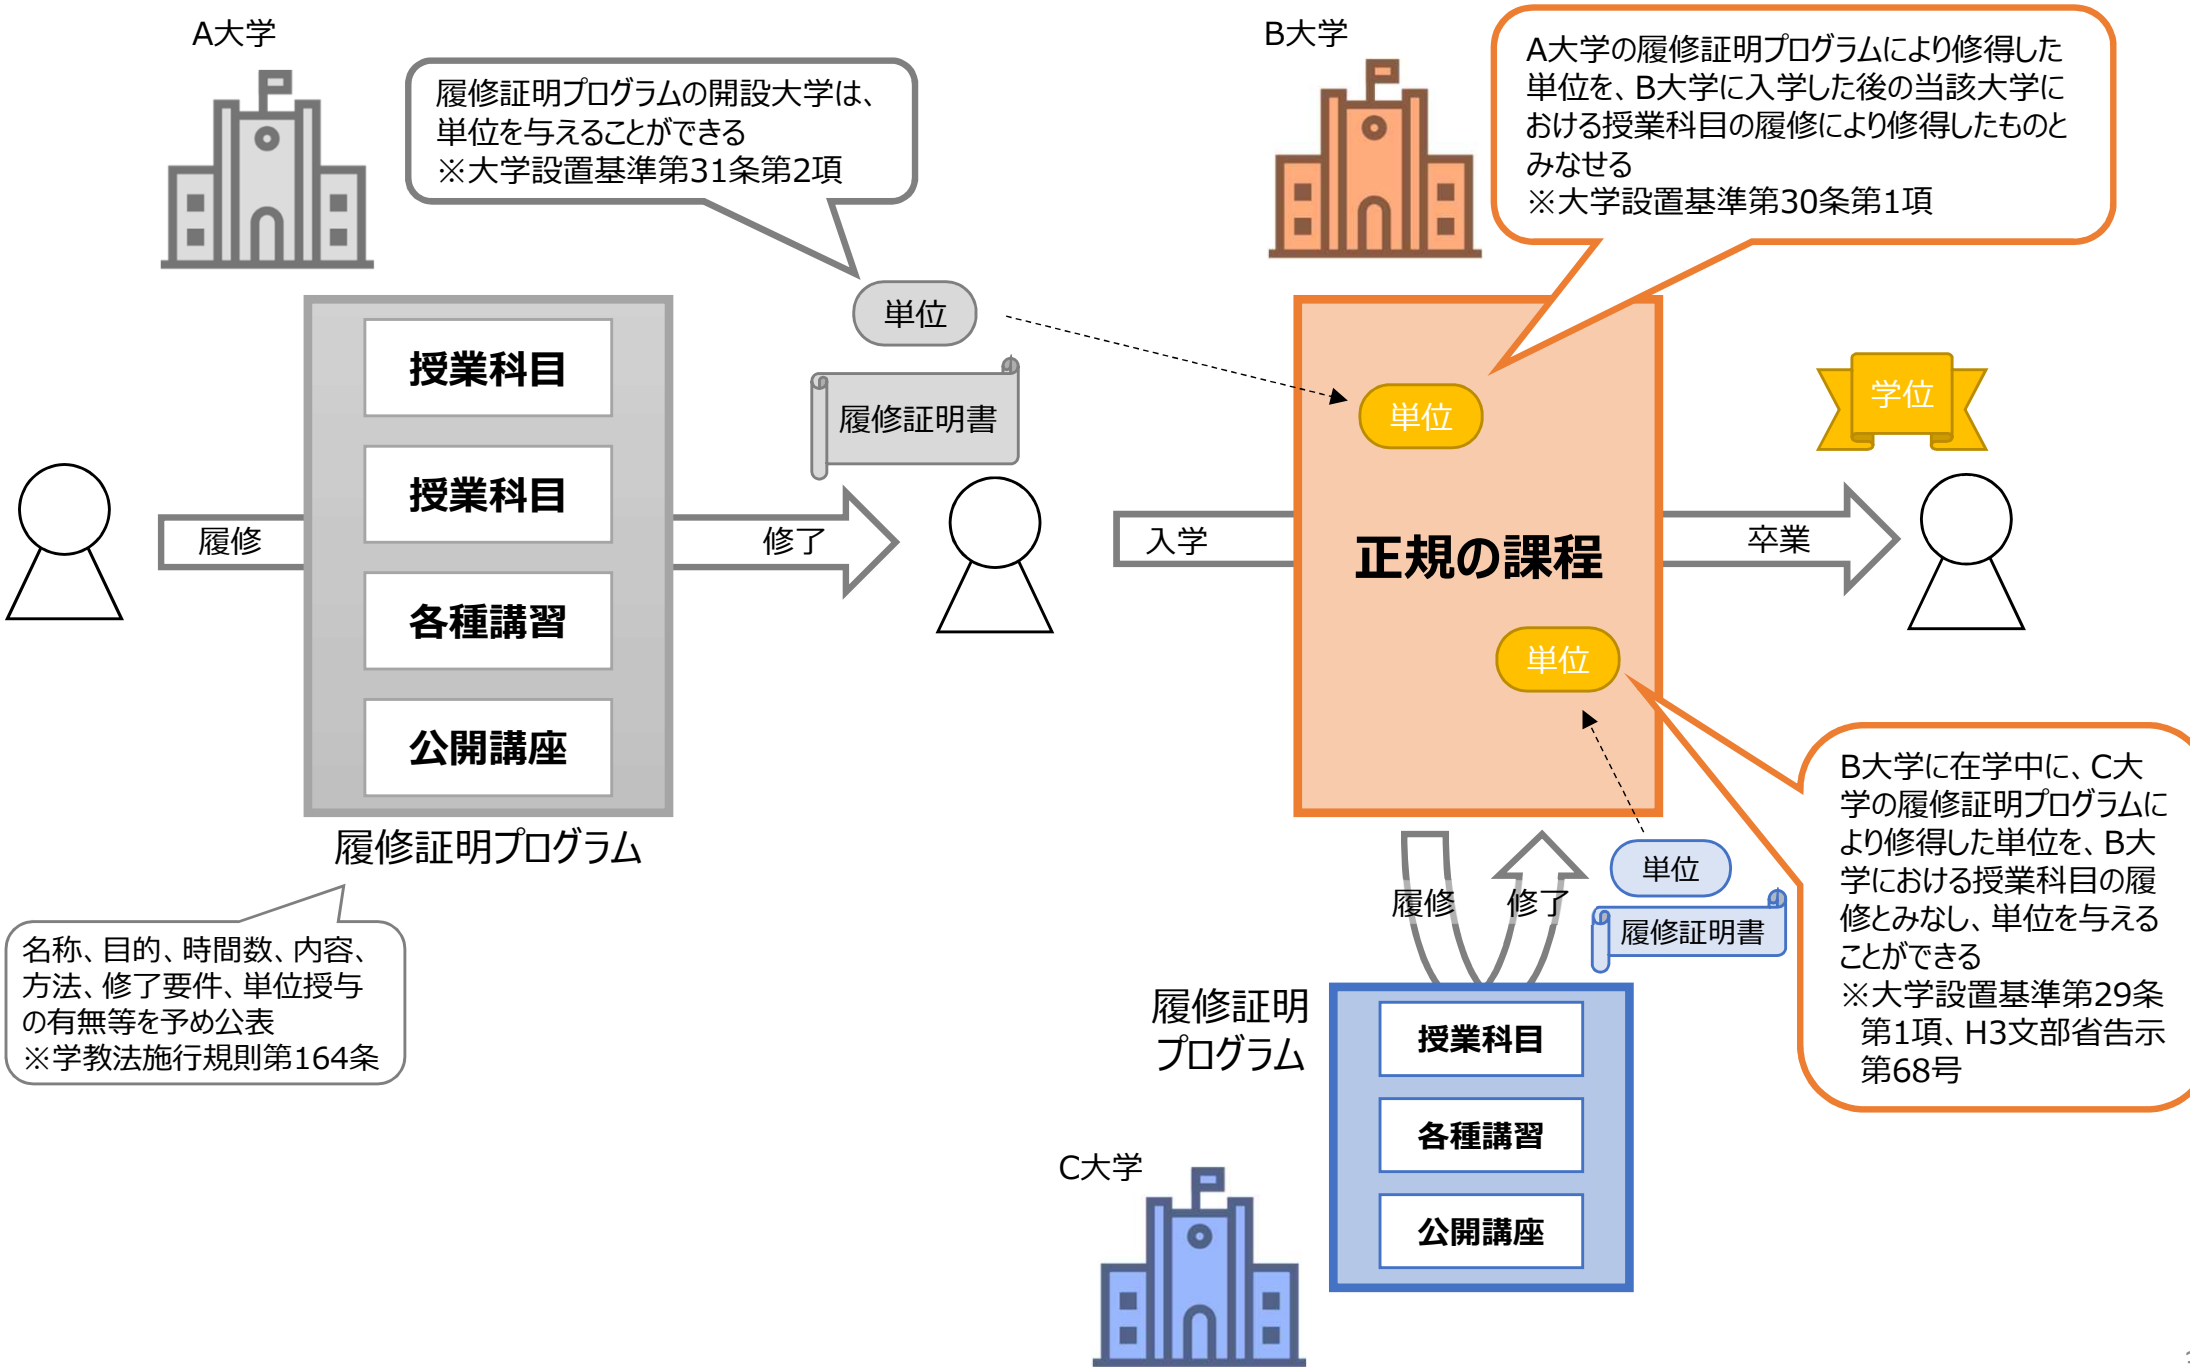 A大学
履修証明プログラムの開設大学は、
単位を与えることができる
※大学設置基準第31条第2項
B大学
A大学の履修証明プログラムにより修得した
単位を、B大学に入学した後の当該大学に
おける授業科目の履修により修得したものと
みなせる
※大学設置基準第30条第1項
単位
履修証明書
授業科目
授業科目
各種講習
公開講座
履修
修了
履修証明プログラム
名称、目的、時間数、内容、
方法、修了要件、単位授与
の有無等を予め公表
※学教法施行規則第164条
入学
単位
正規の課程
単位
卒業
学位
B大学に在学中に、C大
学の履修証明プログラムに
より修得した単位を、B大
学における授業科目の履
修とみなし、単位を与える
ことができる
※大学設置基準第29条
第1項、H3文部省告示
第68号
履修
修了
単位
履修証明書
履修証明
プログラム
授業科目
各種講習
公開講座
C大学